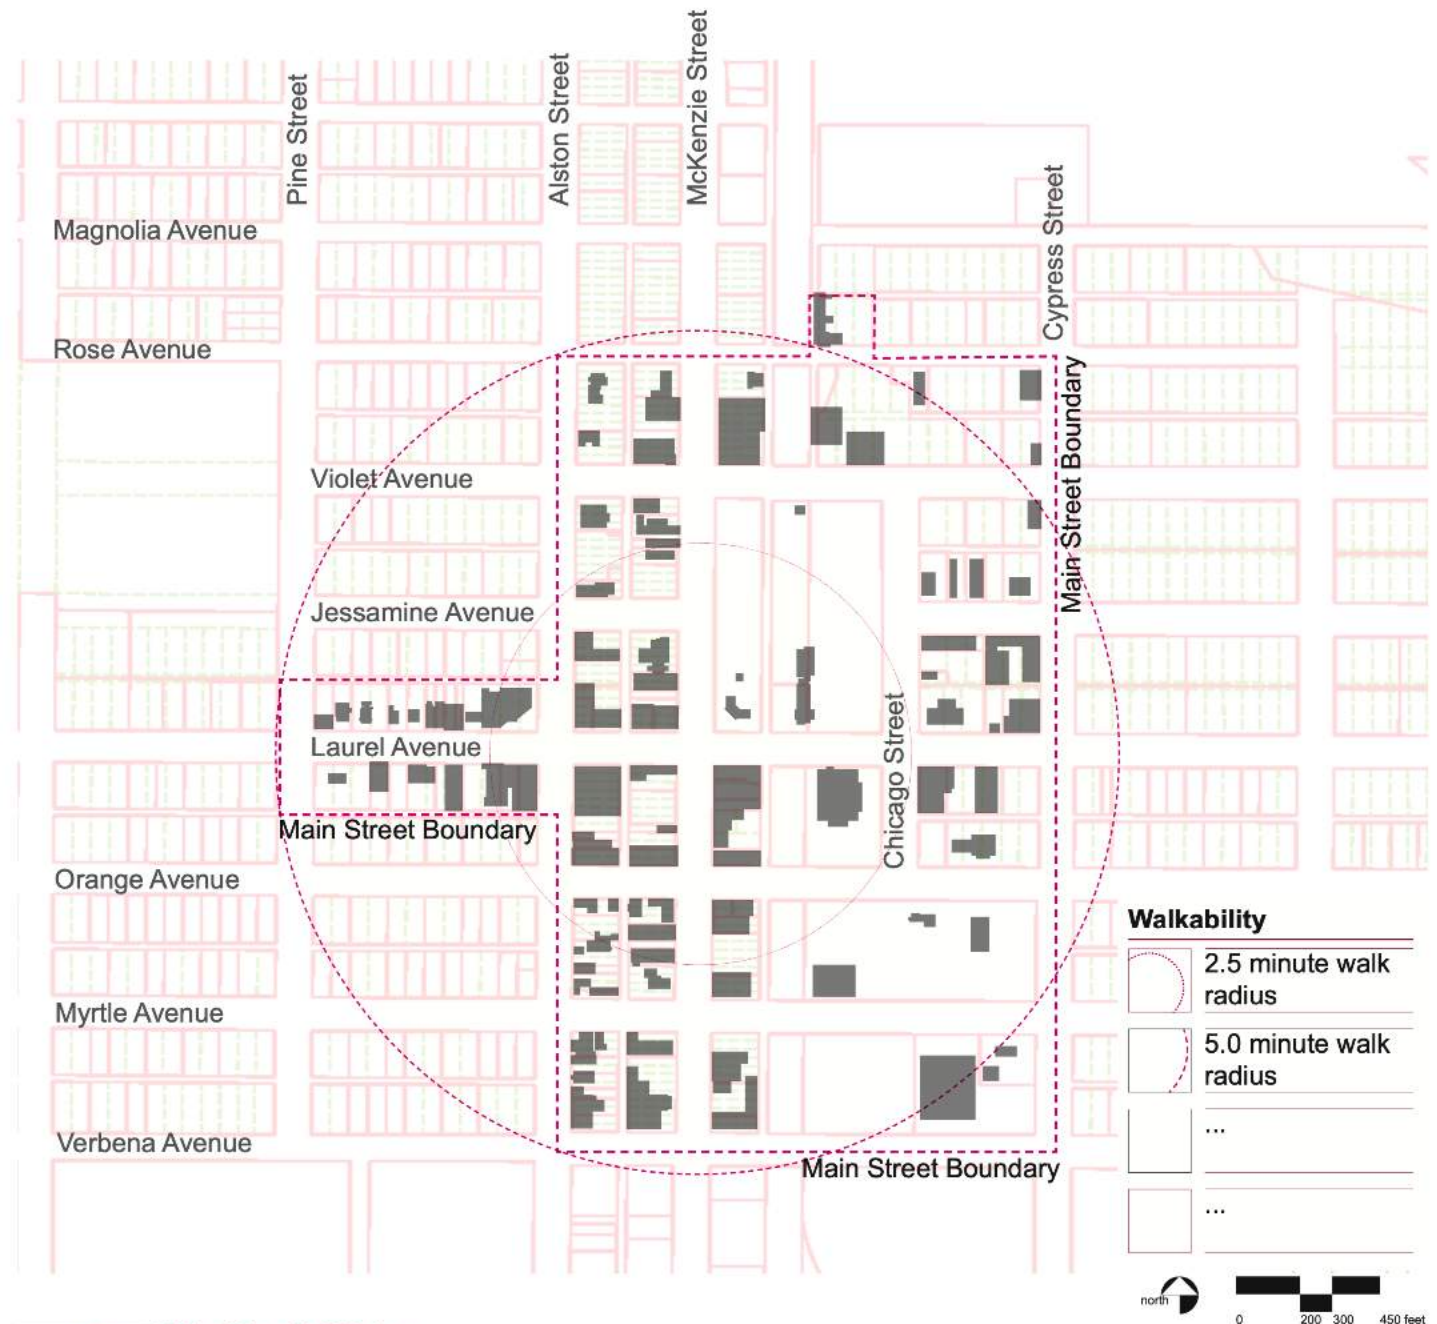 McKenzie Street
Alston Street
Pine Street
Cypress Street
Magnolia Avenue
Rose Avenue
Main Street Boundary
Violet Avenue
Jessamine Avenue
Chicago Street
Laurel Avenue
Main Street Boundary
Orange Avenue
Myrtle Avenue
Verbena Avenue
Main Street Boundary
Walkability
2.5 minute walk
radius
5.0 minute walk
radius
...
...
north
0 200 300 450 feet